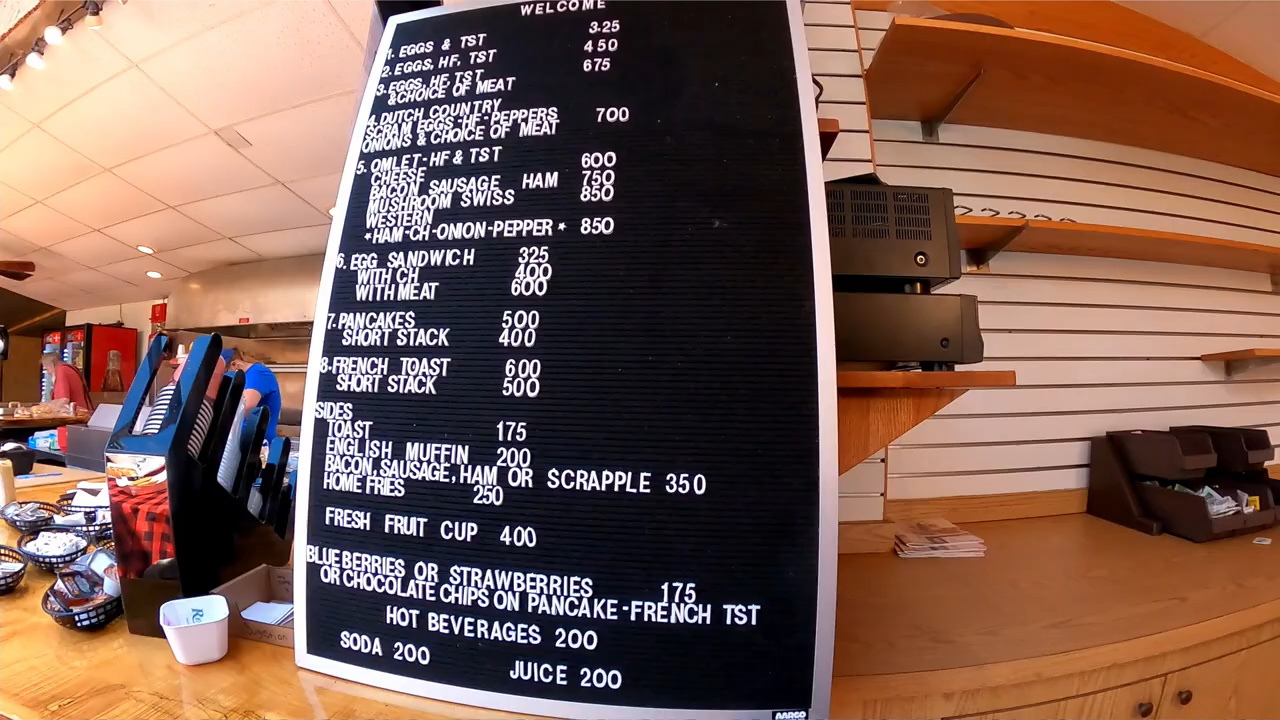 WELCOME
1. EGGS & TST 3.25
2. EGGS, HF, TST 450
3. EGGS, HF, TST 675
&CHOICE OF MEAT
4. DUTCH COUNTRY
SCRAM EGGS-HF-PEPPERS 700
ONIONS & CHOICE OF MEAT
5. OMLET-HF & TST 600
CHEESE 750
BACON SAUSAGE HAM 850
MUSHROOM SWISS
WESTERN
*HAM-CH-ONION-PEPPER* 850
6. EGG SANDWICH 325
WITH CH 400
WITH MEAT 600
7. PANCAKES 500
SHORT STACK 400
8-FRENCH TOAST 600
SHORT STACK 500
SIDES
TOAST 175
ENGLISH MUFFIN 200
BACON, SAUSAGE, HAM OR SCRAPPLE 350
HOME FRIES 250
FRESH FRUIT CUP 400
BLUEBERRIES OR STRAWBERRIES 175
OR CHOCOLATE CHIPS ON PANCAKE-FRENCH TST
HOT BEVERAGES 200
SODA 200 JUICE 200
AARCO